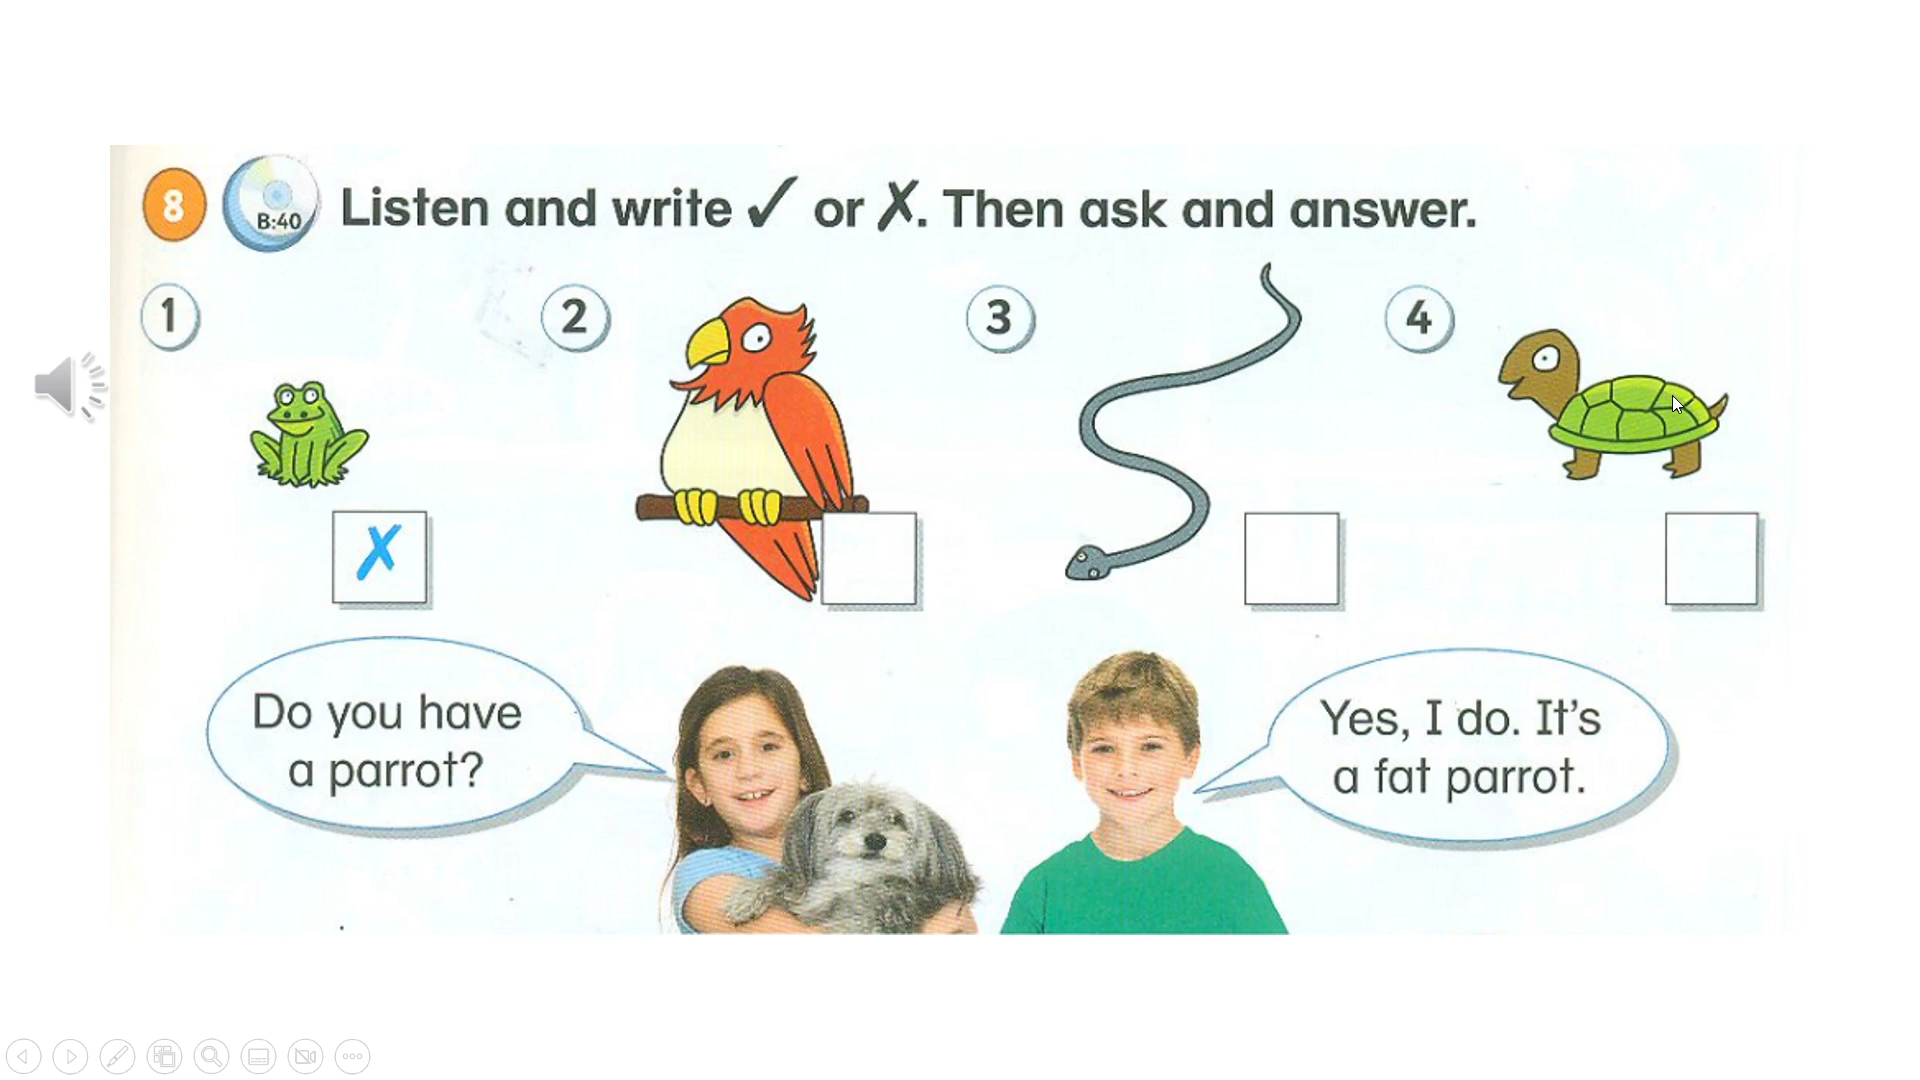 8 B:40 Listen and write ✓ or ✗. Then ask and answer.
1 2 3 4
✗
Do you have
a parrot?
Yes, I do. It's
a fat parrot.